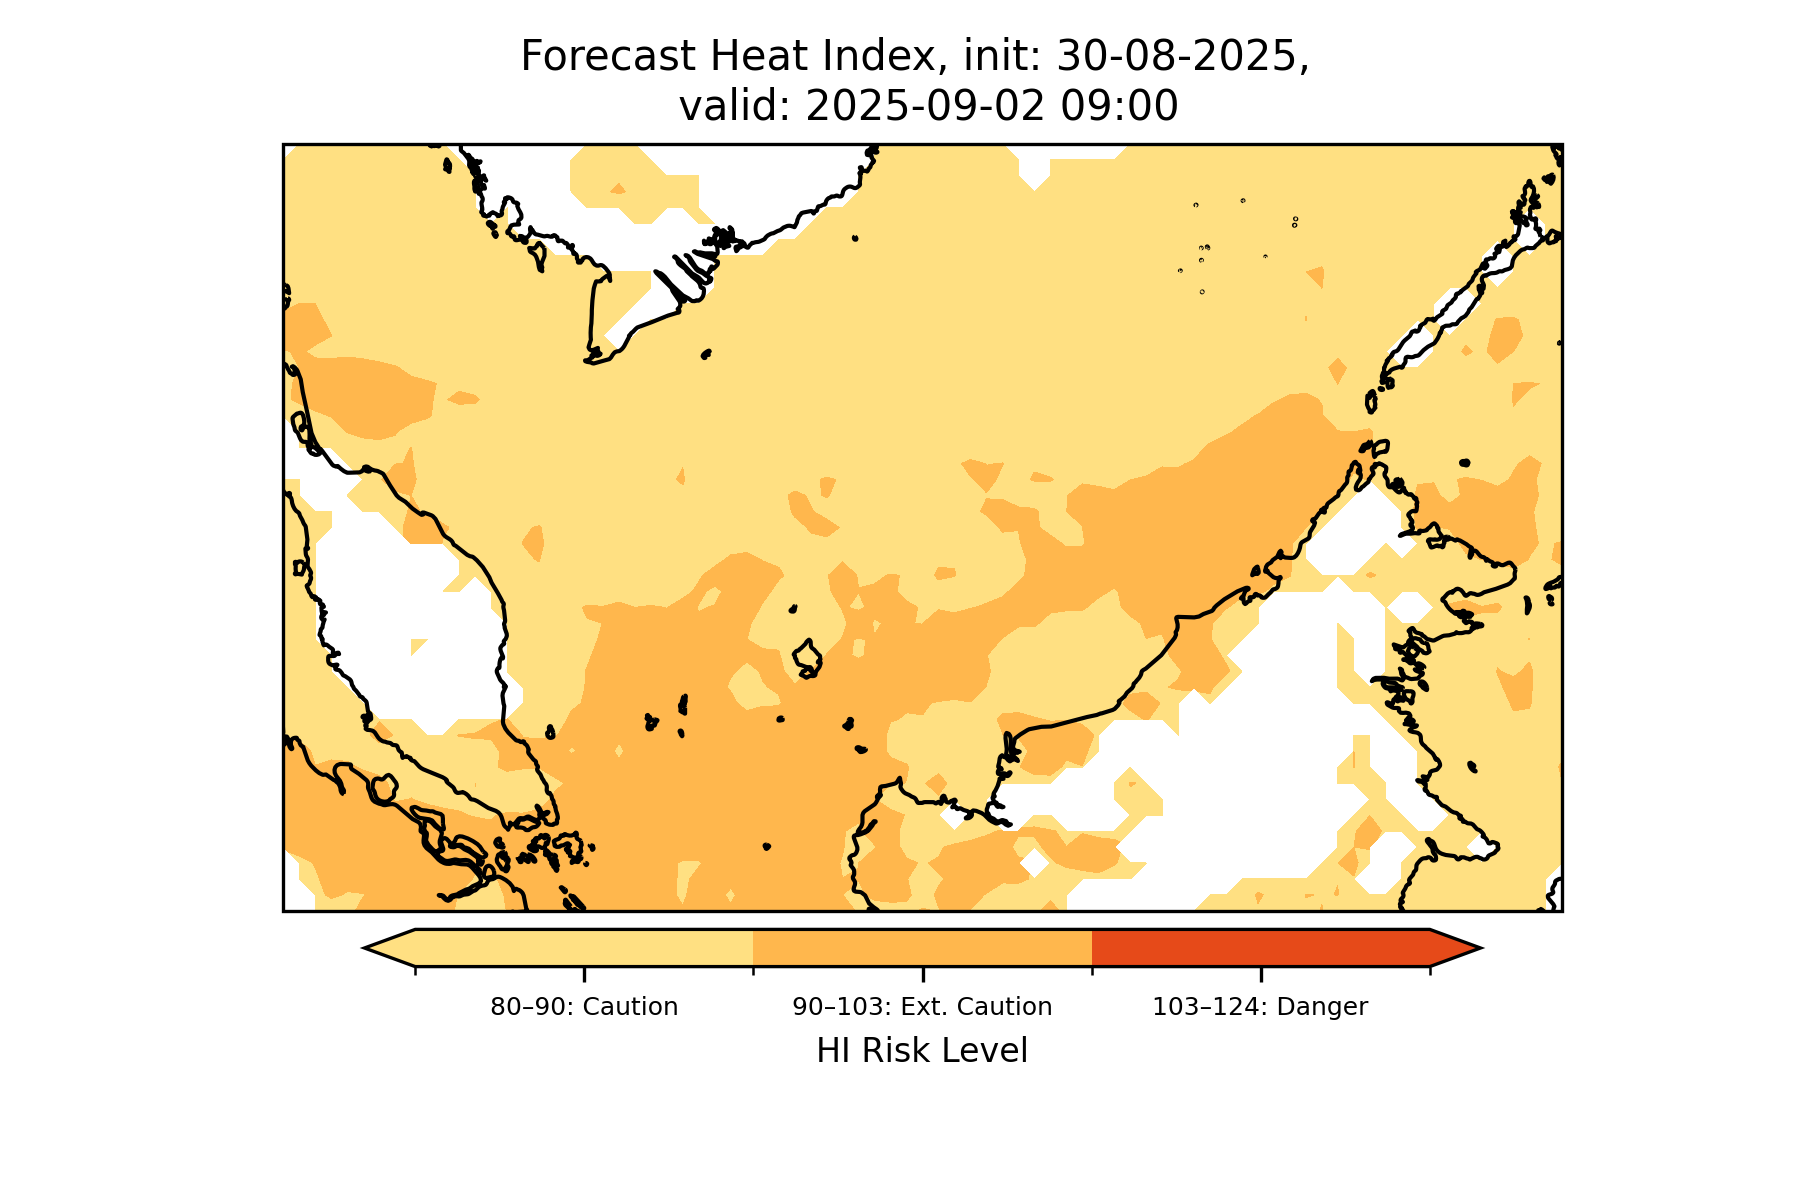 Forecast Heat Index, init: 30-08-2025,
valid: 2025-09-02 09:00
80–90: Caution
90–103: Ext. Caution
103–124: Danger
HI Risk Level